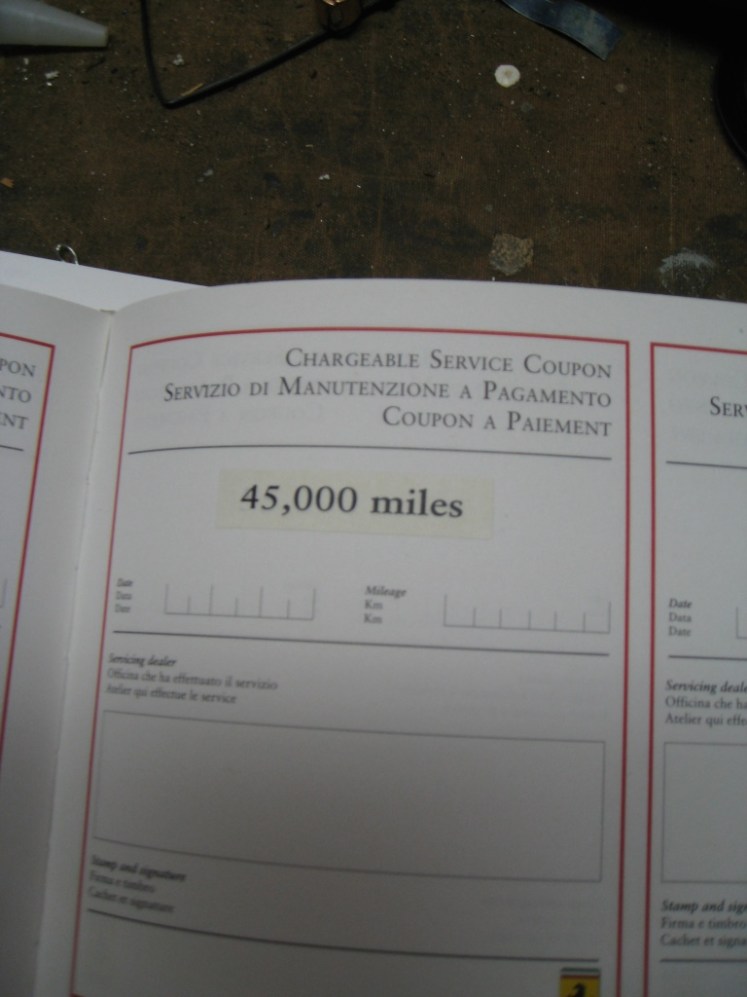 PON
NTO
ENT
CHARGEABLE SERVICE COUPON
SERVIZIO DI MANUTENZIONE A PAGAMENTO
COUPON A PAIEMENT
45,000 miles
Date
Data
Date
Mileage
Km
Km
Servicing dealer
Officina che ha effettuato il servizio
Atelier qui effectue le service
Stamp and signature
Firma e timbro
Cachet et signature
SERV
Date
Data
Date
Servicing deale
Officina che ha
Atelier qui effe
Stamp and sign
Firma e timbro
Cachet et signa